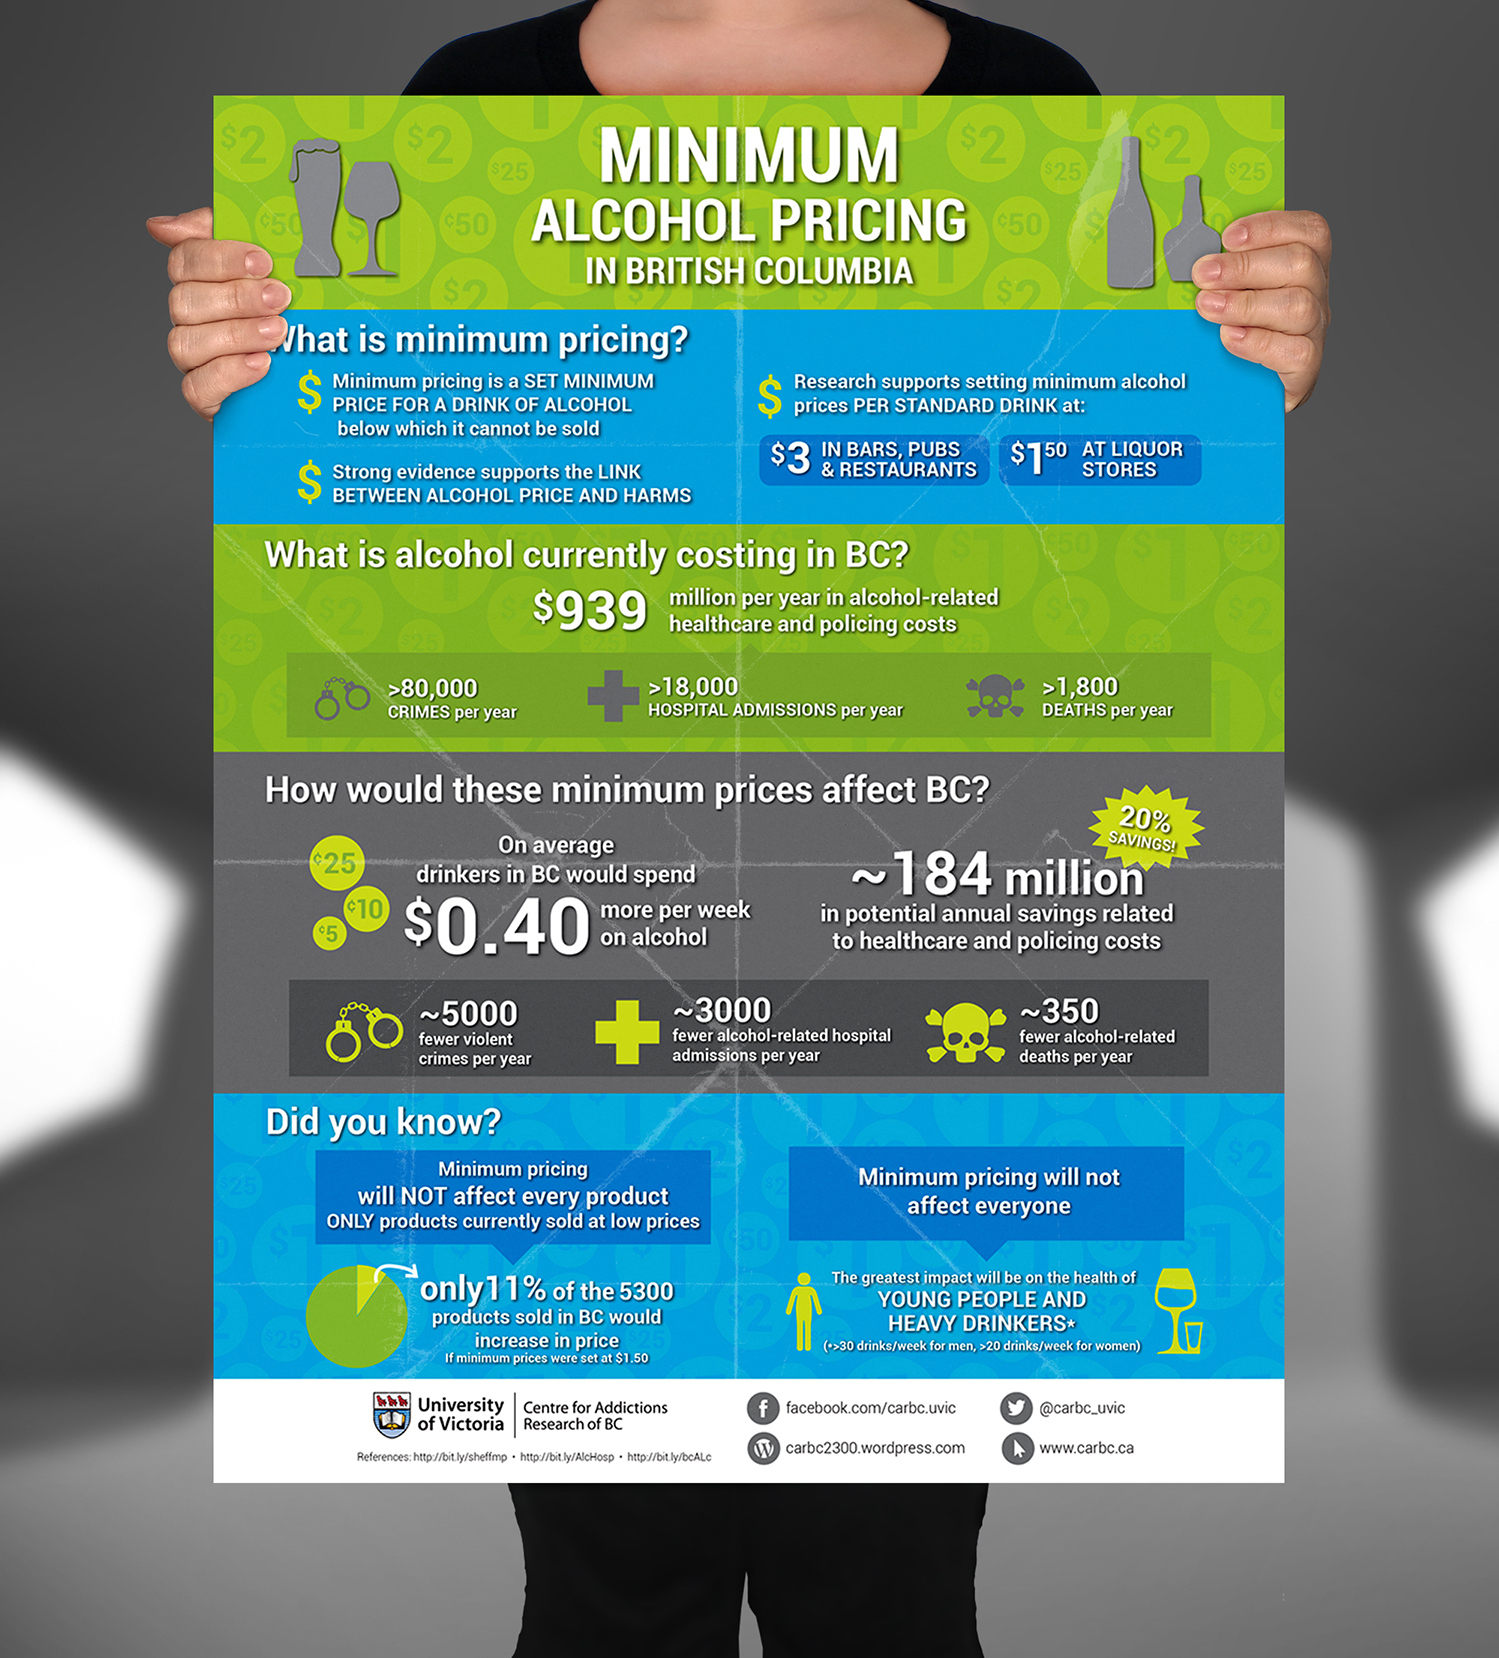 MINIMUM
ALCOHOL PRICING
IN BRITISH COLUMBIA
What is minimum pricing?
$ Minimum pricing is a SET MINIMUM
PRICE FOR A DRINK OF ALCOHOL
below which it cannot be sold
$ Strong evidence supports the LINK
BETWEEN ALCOHOL PRICE AND HARMS
$ Research supports setting minimum alcohol
prices PER STANDARD DRINK at:
$3 IN BARS, PUBS
& RESTAURANTS
$1.50 AT LIQUOR
STORES
What is alcohol currently costing in BC?
$939 million per year in alcohol-related
healthcare and policing costs
>80,000
CRIMES per year
>18,000
HOSPITAL ADMISSIONS per year
>1,800
DEATHS per year
How would these minimum prices affect BC?
¢25
¢10
¢5
On average
drinkers in BC would spend
$0.40 more per week
on alcohol
20%
SAVINGS!
~184 million
in potential annual savings related
to healthcare and policing costs
~5000
fewer violent
crimes per year
~3000
fewer alcohol-related hospital
admissions per year
~350
fewer alcohol-related
deaths per year
Did you know?
Minimum pricing
will NOT affect every product
ONLY products currently sold at low prices
only 11% of the 5300
products sold in BC would
increase in price
If minimum prices were set at $1.50
Minimum pricing will not
affect everyone
The greatest impact will be on the health of
YOUNG PEOPLE AND
HEAVY DRINKERS*
(*>30 drinks/week for men, >20 drinks/week for women)
University
of Victoria
Centre for Addictions
Research of BC
References: http://bit.ly/sheffmp • http://bit.ly/AlcHosp • http://bit.ly/bcALc
facebook.com/carbc.uvic
@carbc_uvic
carbc2300.wordpress.com
www.carbc.ca